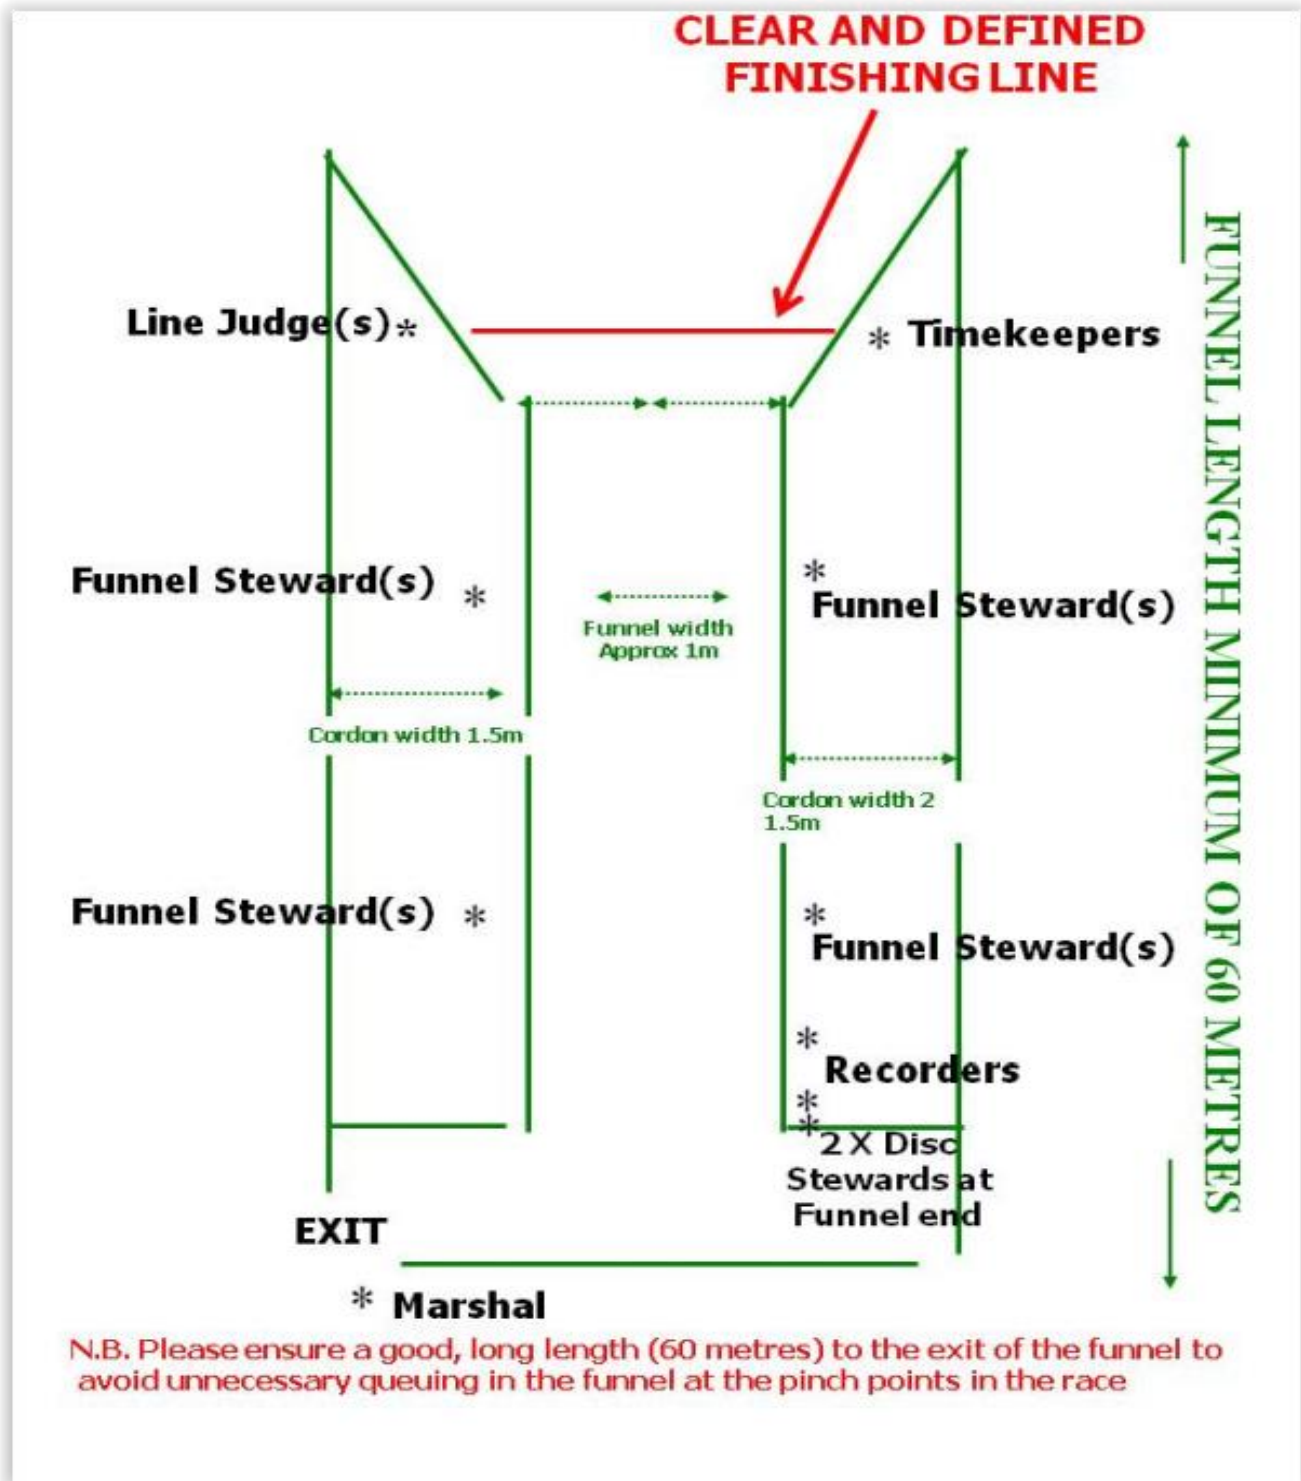 CLEAR AND DEFINED
FINISHING LINE
Line Judge(s)*
* Timekeepers
Funnel Steward(s) *
*
Funnel Steward(s)
Funnel width
Approx 1m
Cordon width 1.5m
Cordon width 2
1.5m
Funnel Steward(s) *
*
Funnel Steward(s)
*
Recorders
*
*
2 X Disc
Stewards at
Funnel end
EXIT
* Marshal
FUNNEL LENGTH MINIMUM OF 60 METRES
N.B. Please ensure a good, long length (60 metres) to the exit of the funnel to
avoid unnecessary queuing in the funnel at the pinch points in the race